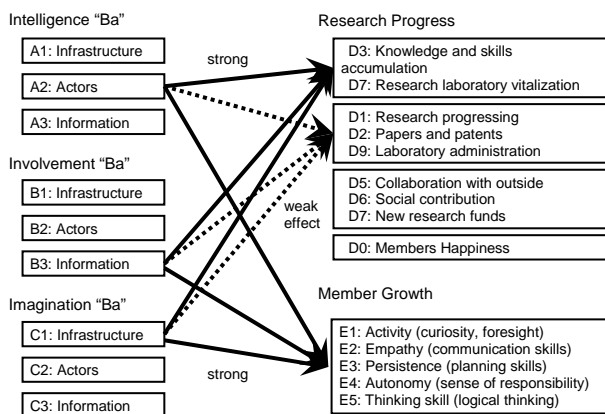 Intelligence "Ba"
A1: Infrastructure
A2: Actors
A3: Information
Involvement "Ba"
B1: Infrastructure
B2: Actors
B3: Information
Imagination "Ba"
C1: Infrastructure
C2: Actors
C3: Information
strong
weak
effect
strong
Research Progress
D3: Knowledge and skills
accumulation
D7: Research laboratory vitalization
D1: Research progressing
D2: Papers and patents
D9: Laboratory administration
D5: Collaboration with outside
D6: Social contribution
D7: New research funds
D0: Members Happiness
Member Growth
E1: Activity (curiosity, foresight)
E2: Empathy (communication skills)
E3: Persistence (planning skills)
E4: Autonomy (sense of responsibility)
E5: Thinking skill (logical thinking)